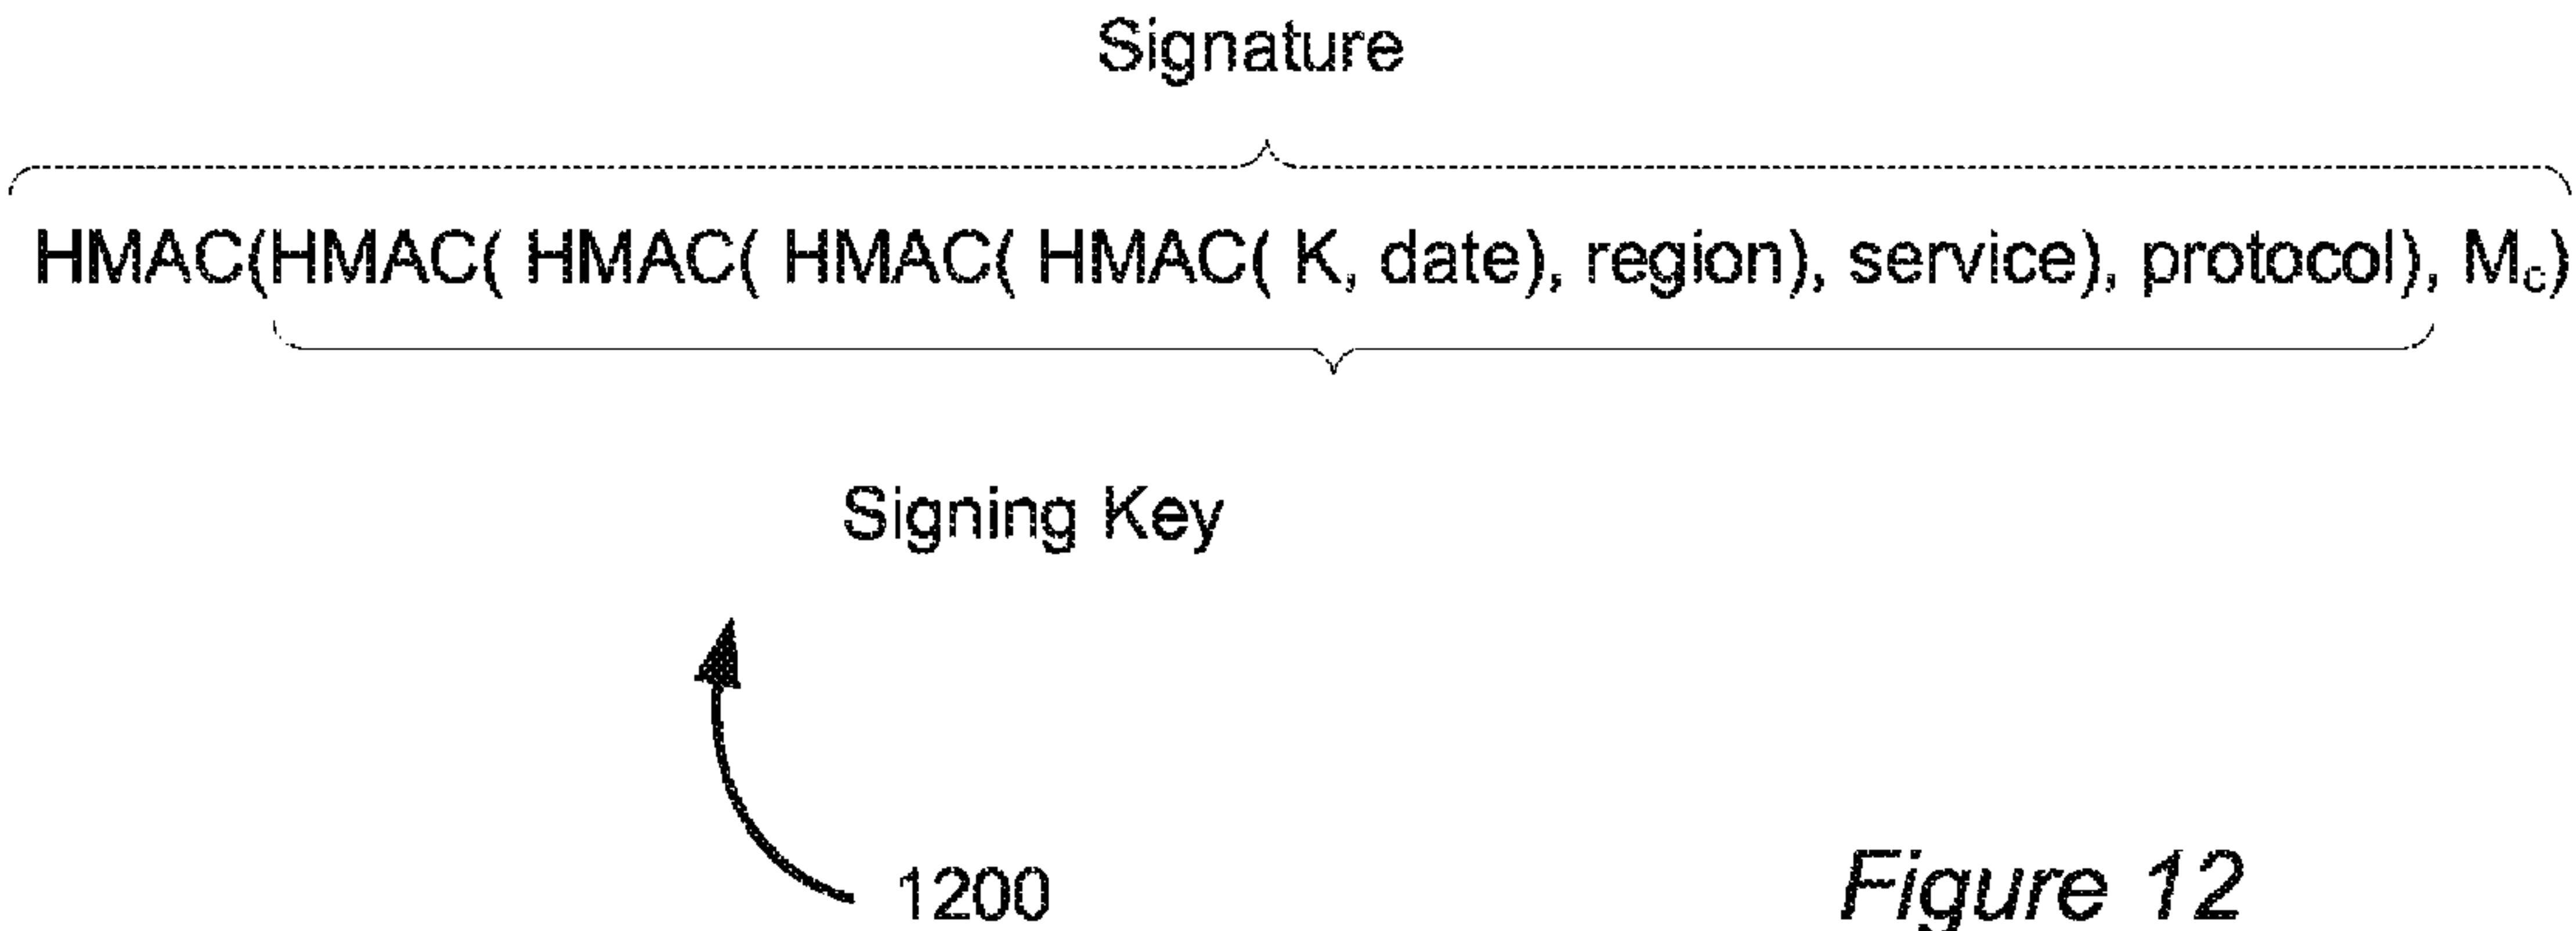 Signature
HMAC(HMAC( HMAC( HMAC( HMAC( K, date), region), service), protocol), Mc)
Signing Key
1200
Figure 12